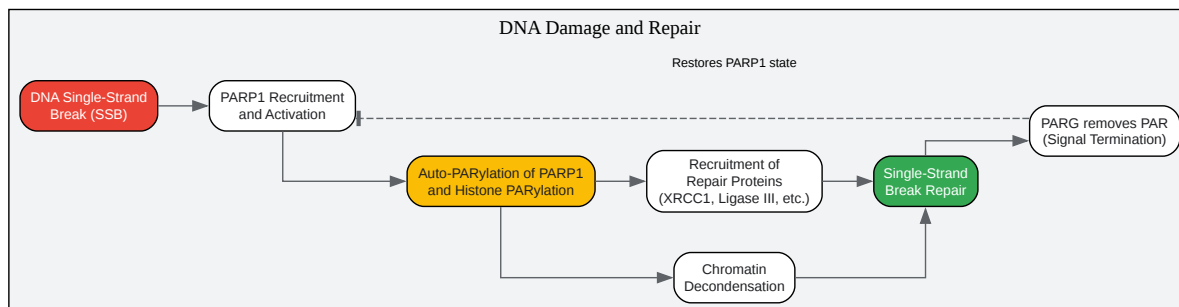 DNA Damage and Repair
Restores PARP1 state
DNA Single-Strand
Break (SSB)
PARP1 Recruitment
and Activation
PARG removes PAR
(Signal Termination)
Auto-PARylation of PARP1
and Histone PARylation
Recruitment of
Repair Proteins
(XRCC1, Ligase III, etc.)
Single-Strand
Break Repair
Chromatin
Decondensation